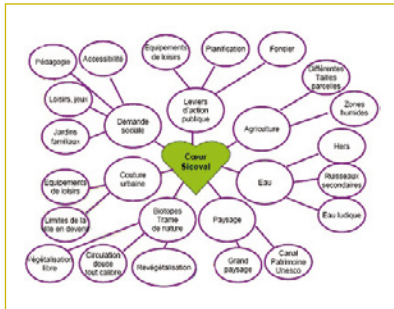 Equipements
de loisirs
Planification
Foncier
Pédagogie
Accessibilité
Différentes
Tailles
parcelles
Loisirs, jeux
Leviers
d'action
publique
Zones
humides
Demande
sociale
Agriculture
Jardins
familiaux
Hers
Cœur
Sicoval
Equipements
de loisirs
Couture
urbaine
Eau
Ruisseaux
secondaires
Limites de la
ville en devenir
Biotopes
Trame
de nature
Paysage
Eau ludique
Végétalisation
libre
Circulation
douce
tout calibre
Revégétalisation
Grand
paysage
Canal
Patrimoine
Unesco